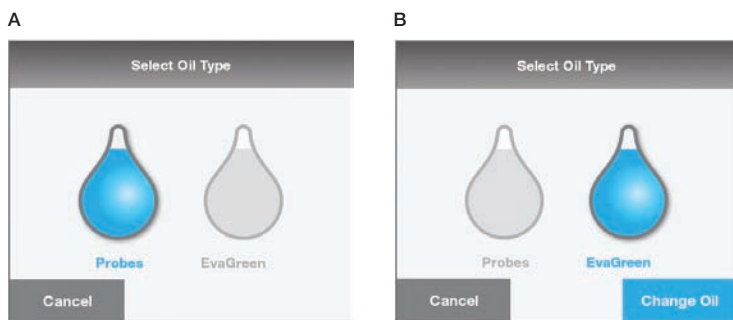 A
Select Oil Type
Probes EvaGreen
Cancel
B
Select Oil Type
Probes EvaGreen
Cancel Change Oil